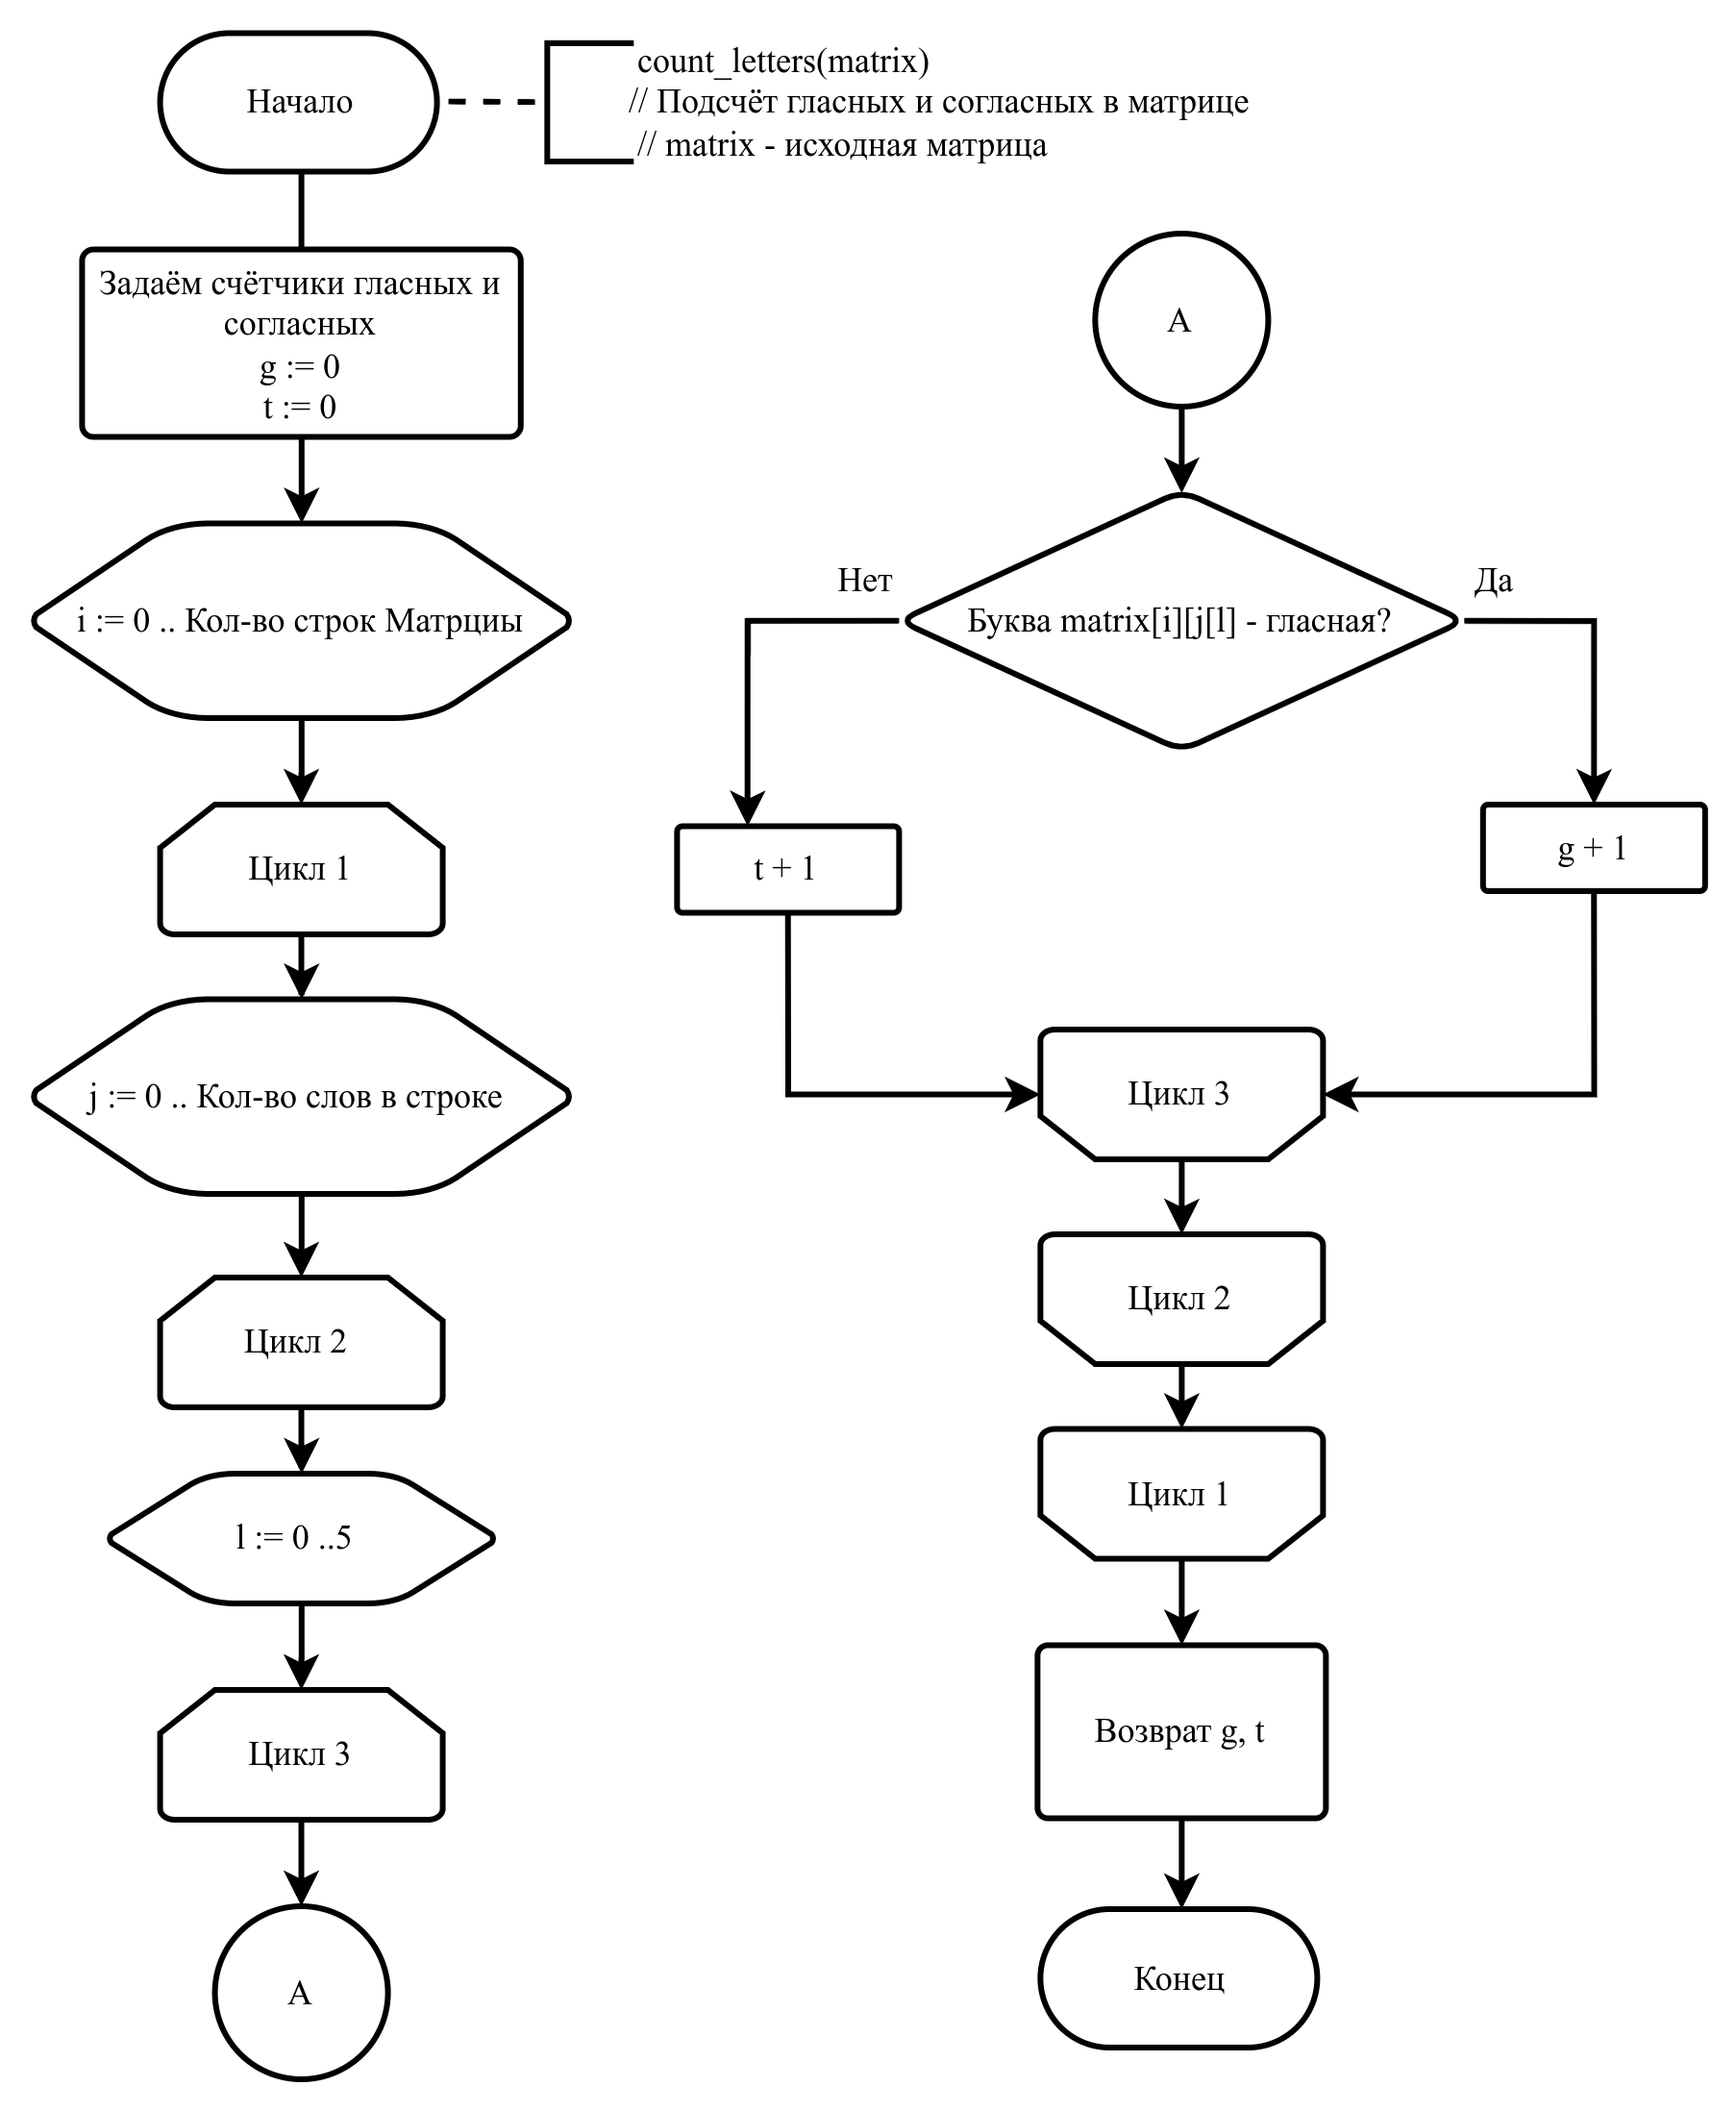 Начало
count_letters(matrix)
// Подсчёт гласных и согласных в матрице
// matrix - исходная матрица
Задаём счётчики гласных и
согласных
g := 0
t := 0
i := 0 .. Кол-во строк Матрциы
Цикл 1
j := 0 .. Кол-во слов в строке
Цикл 2
l := 0 ..5
Цикл 3
А
А
Буква matrix[i][j[l] - гласная?
Нет
Да
t + 1
g + 1
Цикл 3
Цикл 2
Цикл 1
Возврат g, t
Конец